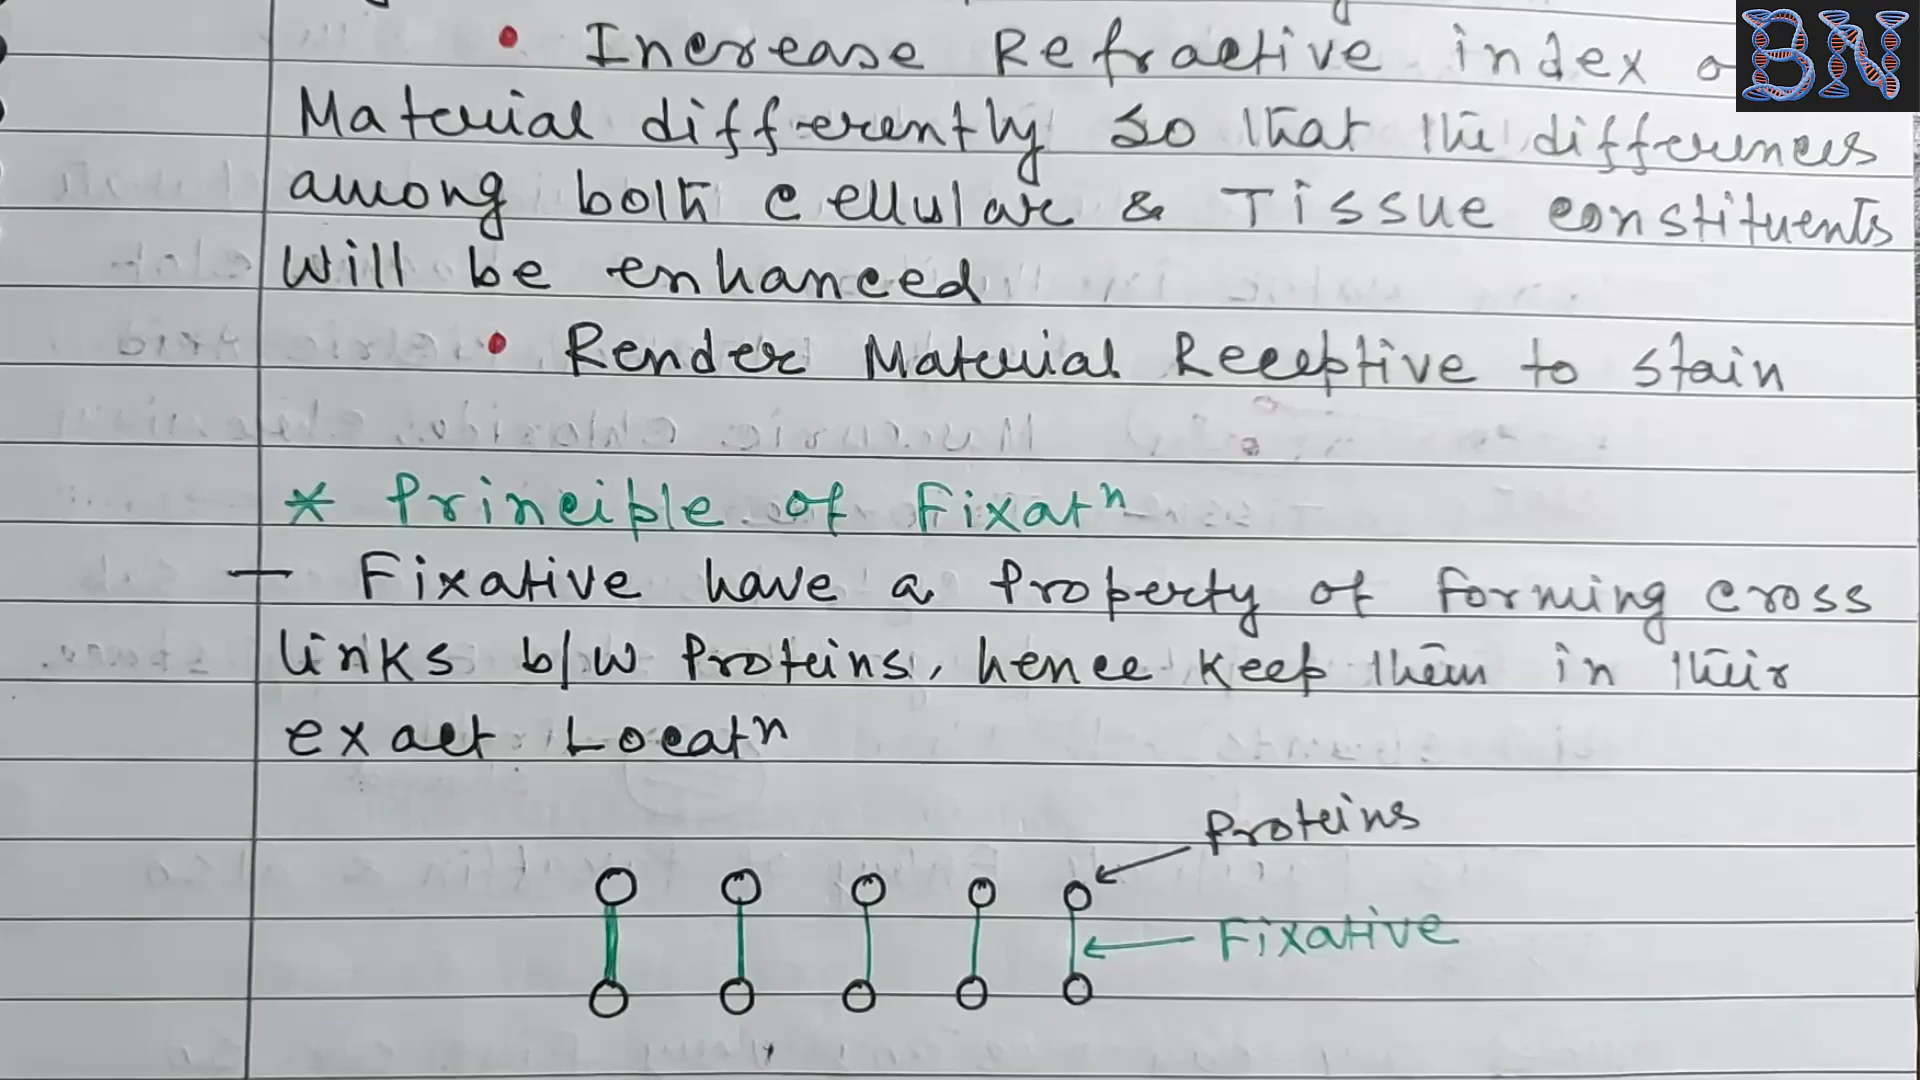 • Increase Refractive index
BN
Material differently so that the differences
among both cellular & Tissue constituents
will be enhanced
• Render Material Receptive to stain
* Principle of Fixatⁿ
— Fixative have a Property of forming cross
links b/w Proteins, hence keep them in their
exact Locatⁿ
Proteins
Fixative